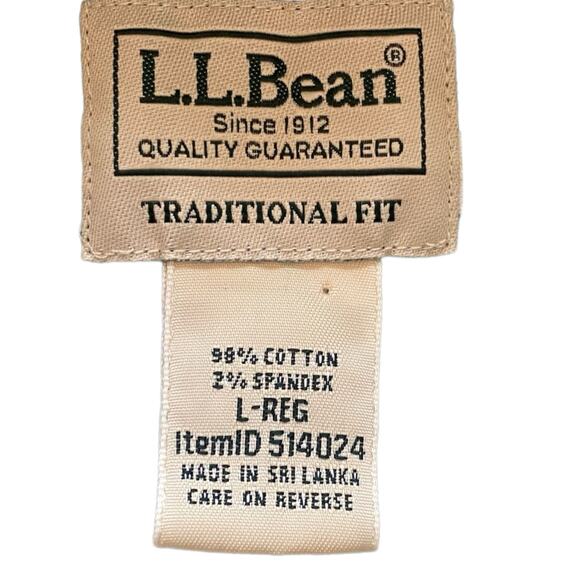 L.L.Bean®
Since 1912
QUALITY GUARANTEED
TRADITIONAL FIT
98% COTTON
2% SPANDEX
L-REG
ItemID 514024
MADE IN SRI LANKA
CARE ON REVERSE